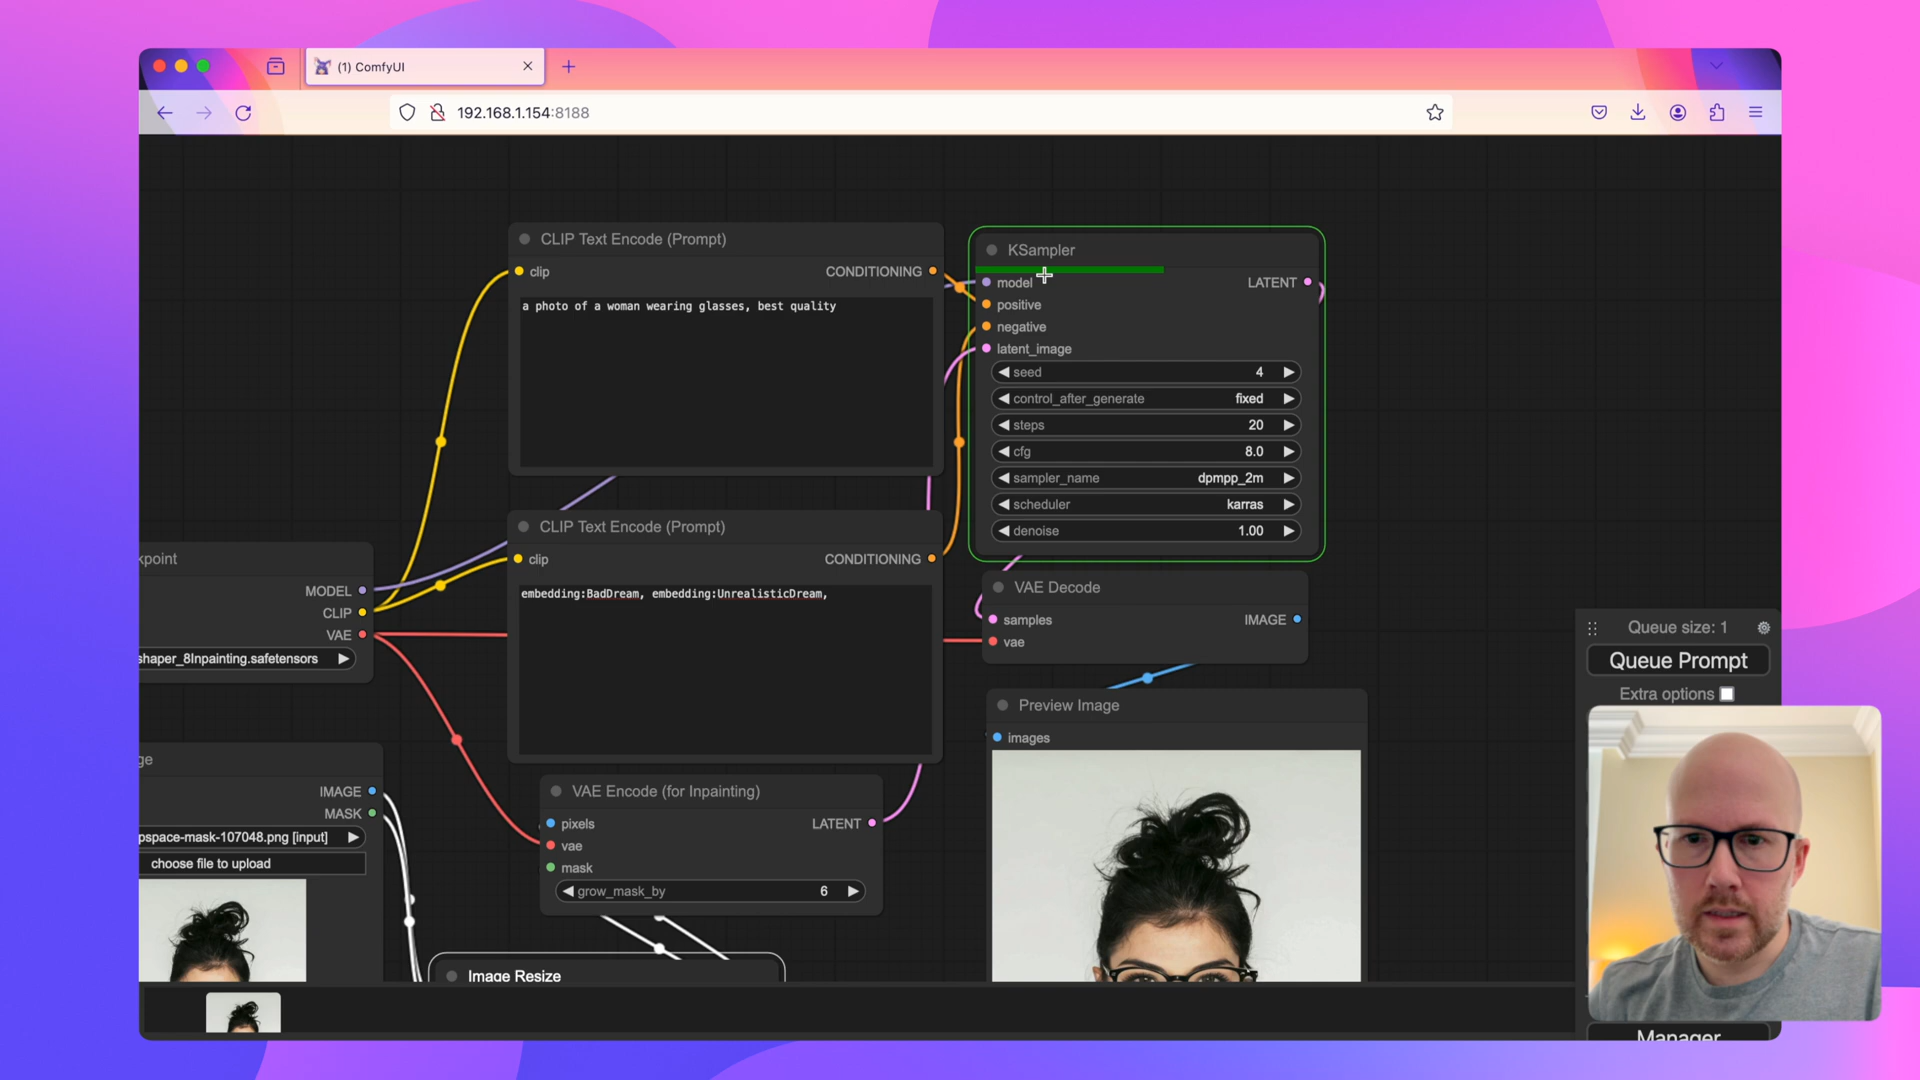 (1) ComfyUI
192.168.1.154:8188
CLIP Text Encode (Prompt)
clip
CONDITIONING
a photo of a woman wearing glasses, best quality
KSampler
model
LATENT
positive
negative
latent_image
seed
4
control_after_generate
fixed
steps
20
cfg
8.0
sampler_name
dpmpp_2m
scheduler
karras
denoise
1.00
CLIP Text Encode (Prompt)
clip
CONDITIONING
embedding:BadDream, embedding:UnrealisticDream,
kpoint
MODEL
CLIP
VAE
shaper_8Inpainting.safetensors
VAE Decode
samples
IMAGE
vae
Preview Image
images
ge
IMAGE
MASK
pspace-mask-107048.png [input]
choose file to upload
VAE Encode (for Inpainting)
pixels
LATENT
vae
mask
grow_mask_by
6
Image Resize
Queue size: 1
Queue Prompt
Extra options
Manager